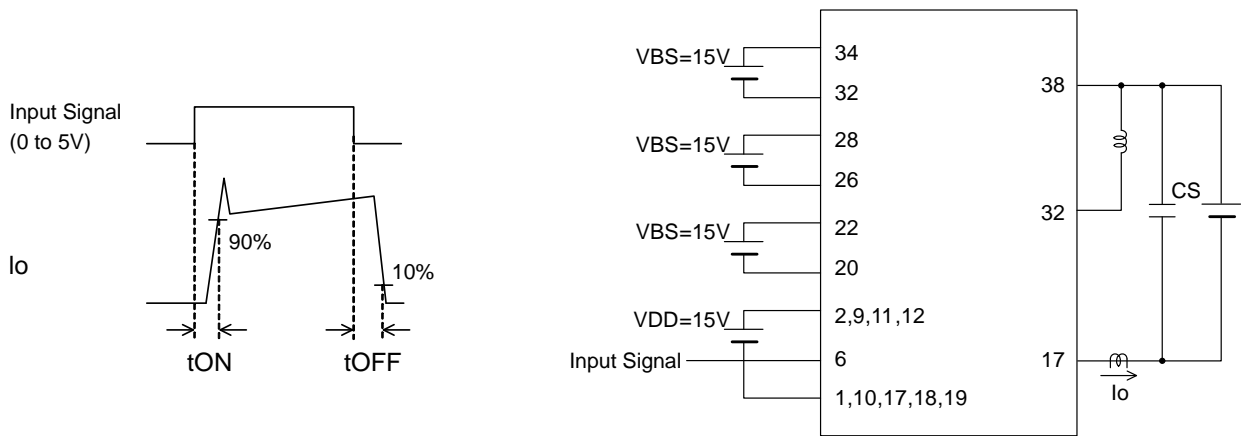 Input Signal
(0 to 5V)
Io
90%
10%
tON
tOFF
VBS=15V
34
32
VBS=15V
28
26
VBS=15V
22
20
VDD=15V
2,9,11,12
Input Signal
6
1,10,17,18,19
38
32
CS
17
Io